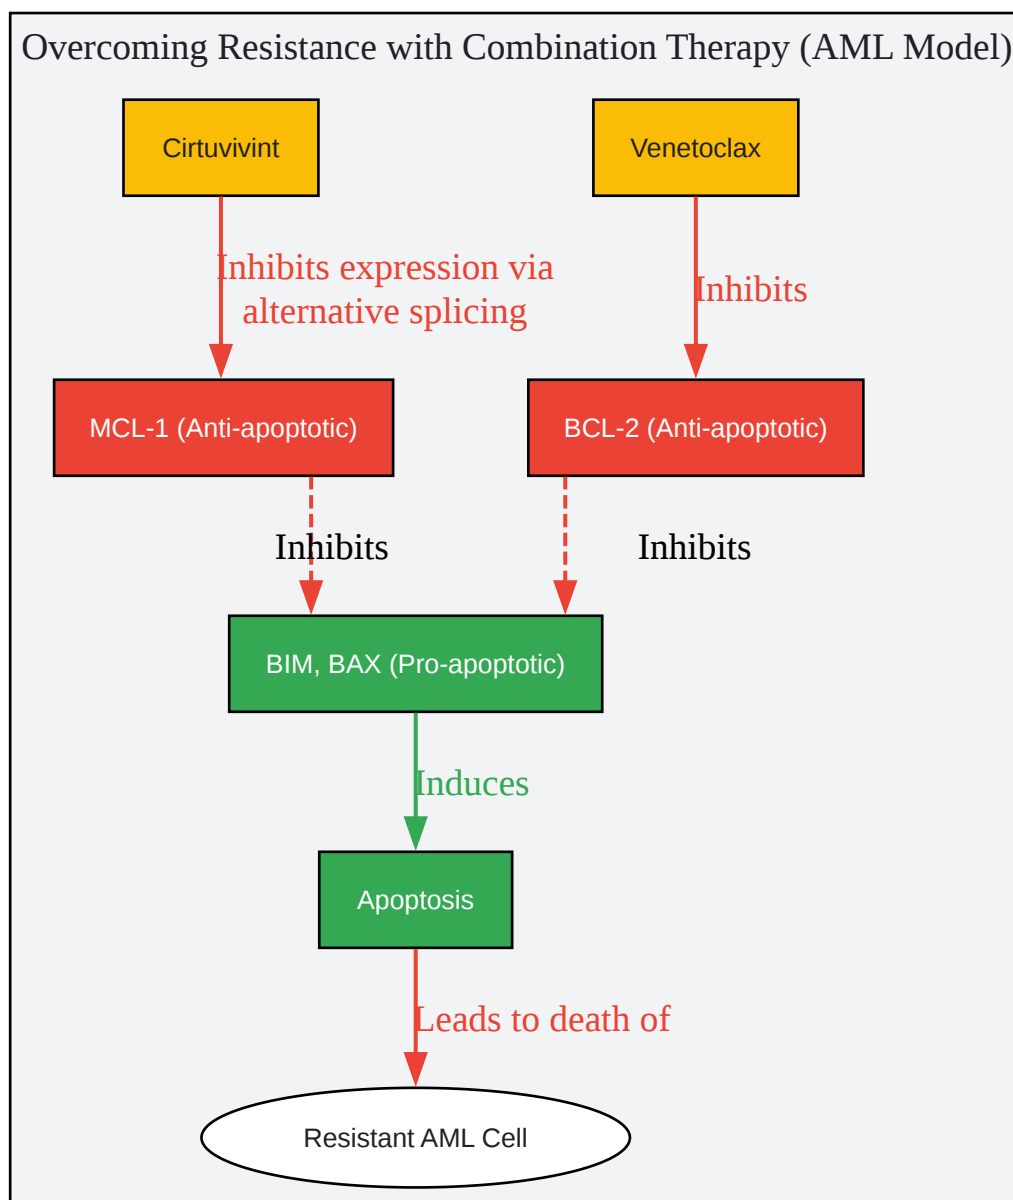 Overcoming Resistance with Combination Therapy (AML Model)
Cirtuvivint
Venetoclax
Inhibits expression via
alternative splicing
Inhibits
MCL-1 (Anti-apoptotic)
BCL-2 (Anti-apoptotic)
Inhibits
Inhibits
BIM, BAX (Pro-apoptotic)
Induces
Apoptosis
Leads to death of
Resistant AML Cell